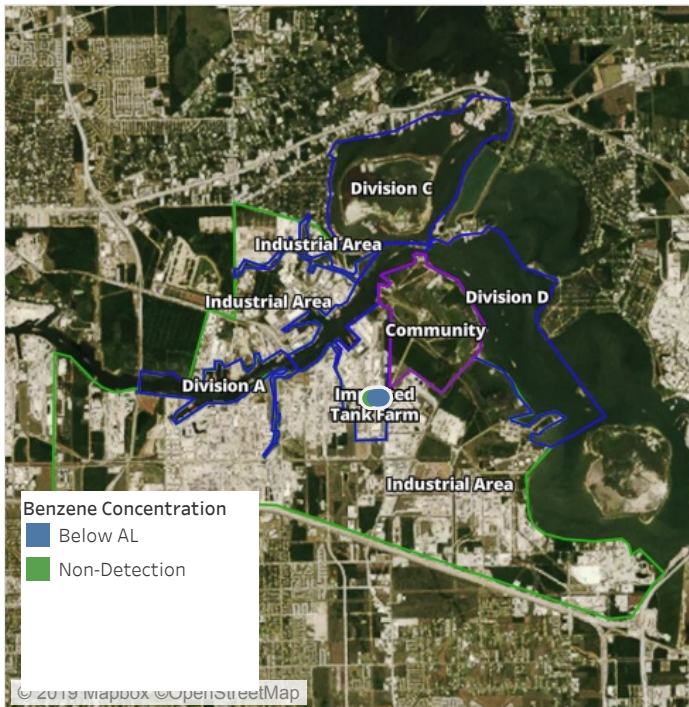 Division C
Industrial Area
Division D
Industrial Area
Community
Division A
Tank Farm
Industrial Area
Benzene Concentration
Below AL
Non-Detection
© 2019 Mapbox ©OpenStreetMap